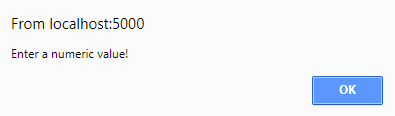 From localhost:5000
Enter a numeric value!
OK